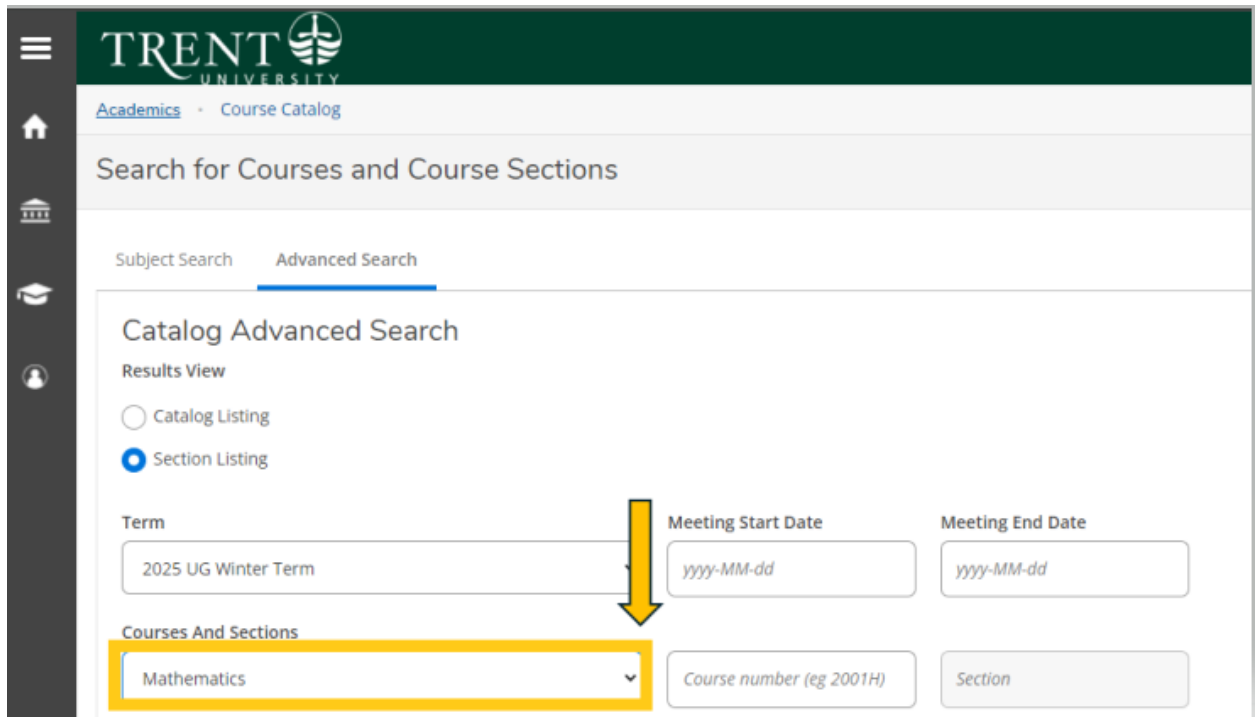 TRENT
UNIVERSITY
Academics · Course Catalog
Search for Courses and Course Sections
Subject Search Advanced Search
Catalog Advanced Search
Results View
Catalog Listing
Section Listing
Term Meeting Start Date Meeting End Date
2025 UG Winter Term yyyy-MM-dd yyyy-MM-dd
Courses And Sections
Mathematics Course number (eg 2001H) Section